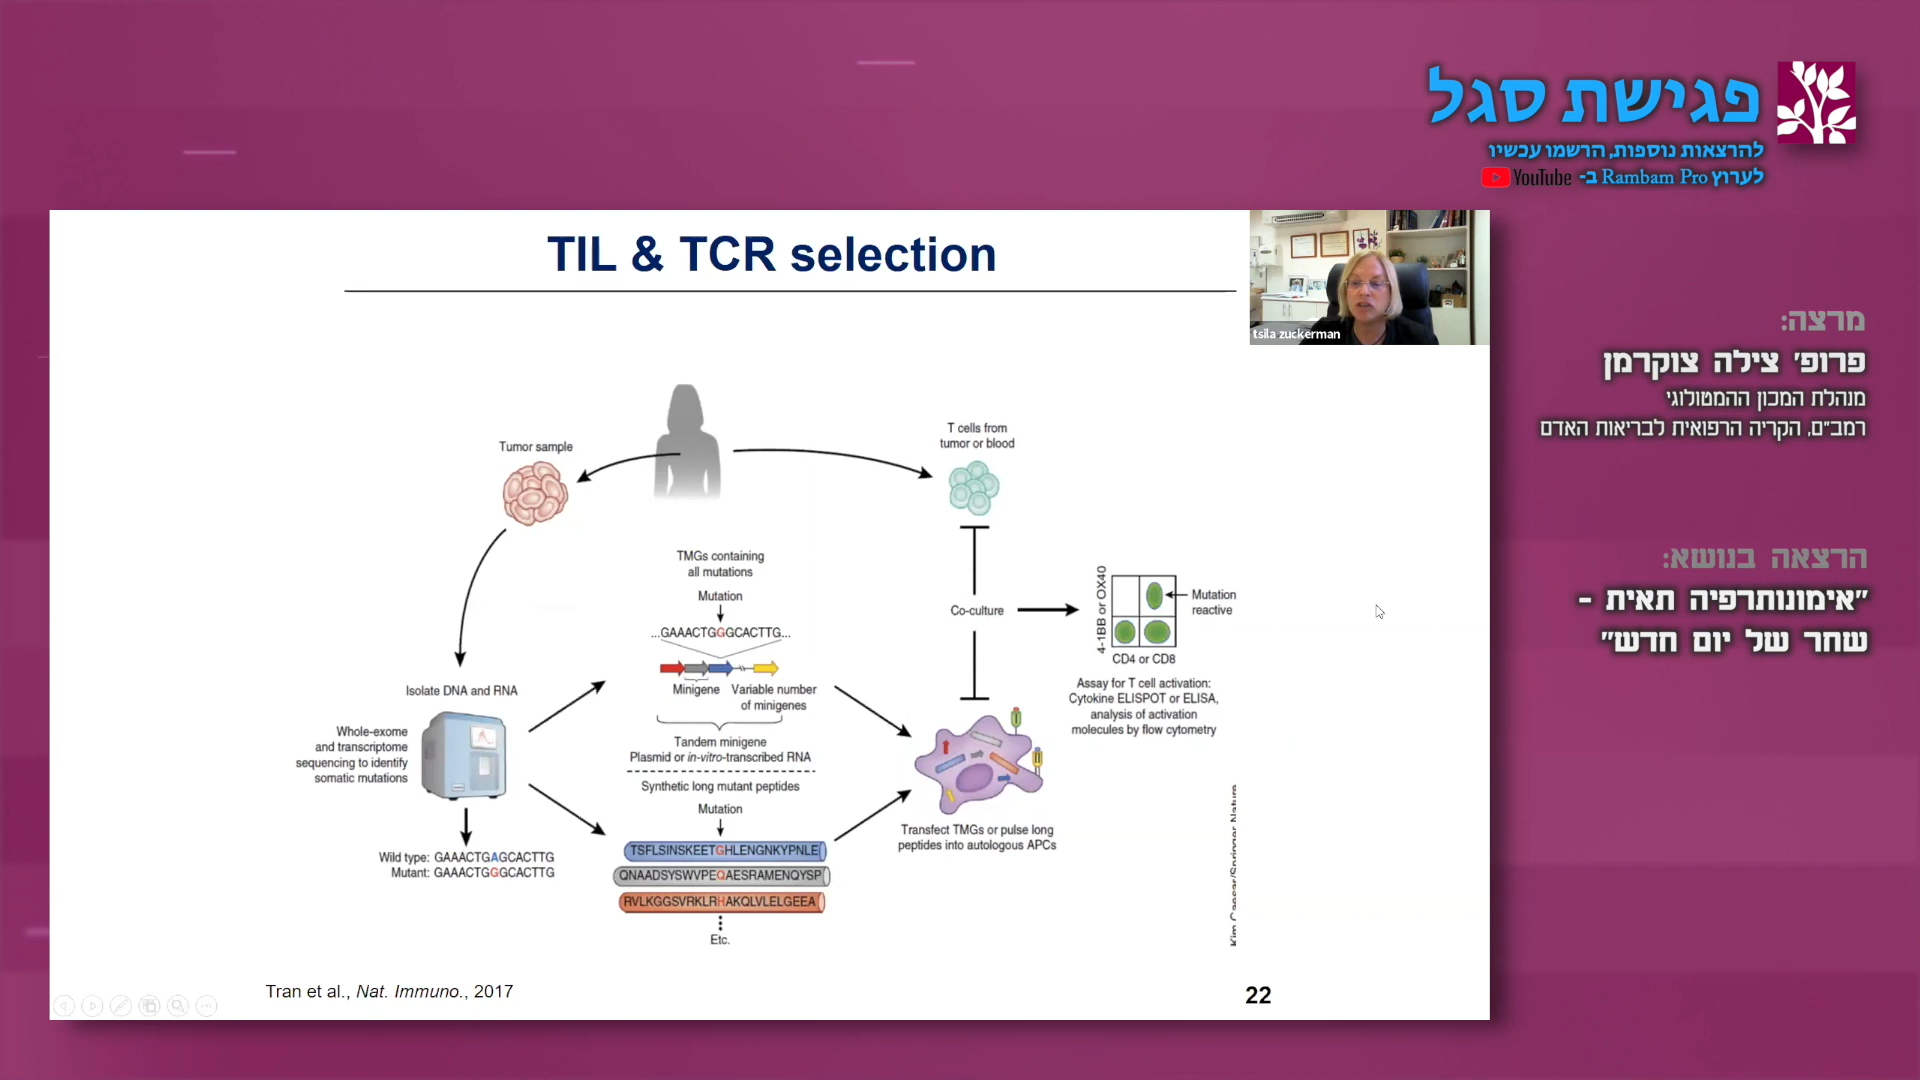 פגישת סגל
להרצאות נוספות, הרשמו עכשיו
לערוץ Rambam Pro ב- YouTube
TIL & TCR selection
tsila zuckerman
מרצה:
פרופ' צילה צוקרמן
מנהלת המכון ההמטולוגי
רמב"ם, הקריה הרפואית לבריאות האדם
הרצאה בנושא:
"אימונותרפיה תאית -
שחר של יום חדש"
Tumor sample
T cells from
tumor or blood
TMGs containing
all mutations
Mutation
...GAAACTGGGCACTTG...
Minigene
Variable number
of minigenes
Tandem minigene
Plasmid or in-vitro-transcribed RNA
Synthetic long mutant peptides
Mutation
TSFLSINSKEETGHLENGNKYPNLE
QNAADSYSWVPEQAESRAMENQYSP
RVLKGGSVRKLRHAKQLVLELGEEA
Etc.
Isolate DNA and RNA
Whole-exome
and transcriptome
sequencing to identify
somatic mutations
Wild type: GAAACTGAGCACTTG
Mutant: GAAACTGGGCACTTG
Co-culture
4-1BB or OX40
Mutation
reactive
CD4 or CD8
Assay for T cell activation:
Cytokine ELISPOT or ELISA,
analysis of activation
molecules by flow cytometry
Transfect TMGs or pulse long
peptides into autologous APCs
Kim Caesar/Springer Nature
Tran et al., Nat. Immuno., 2017
22